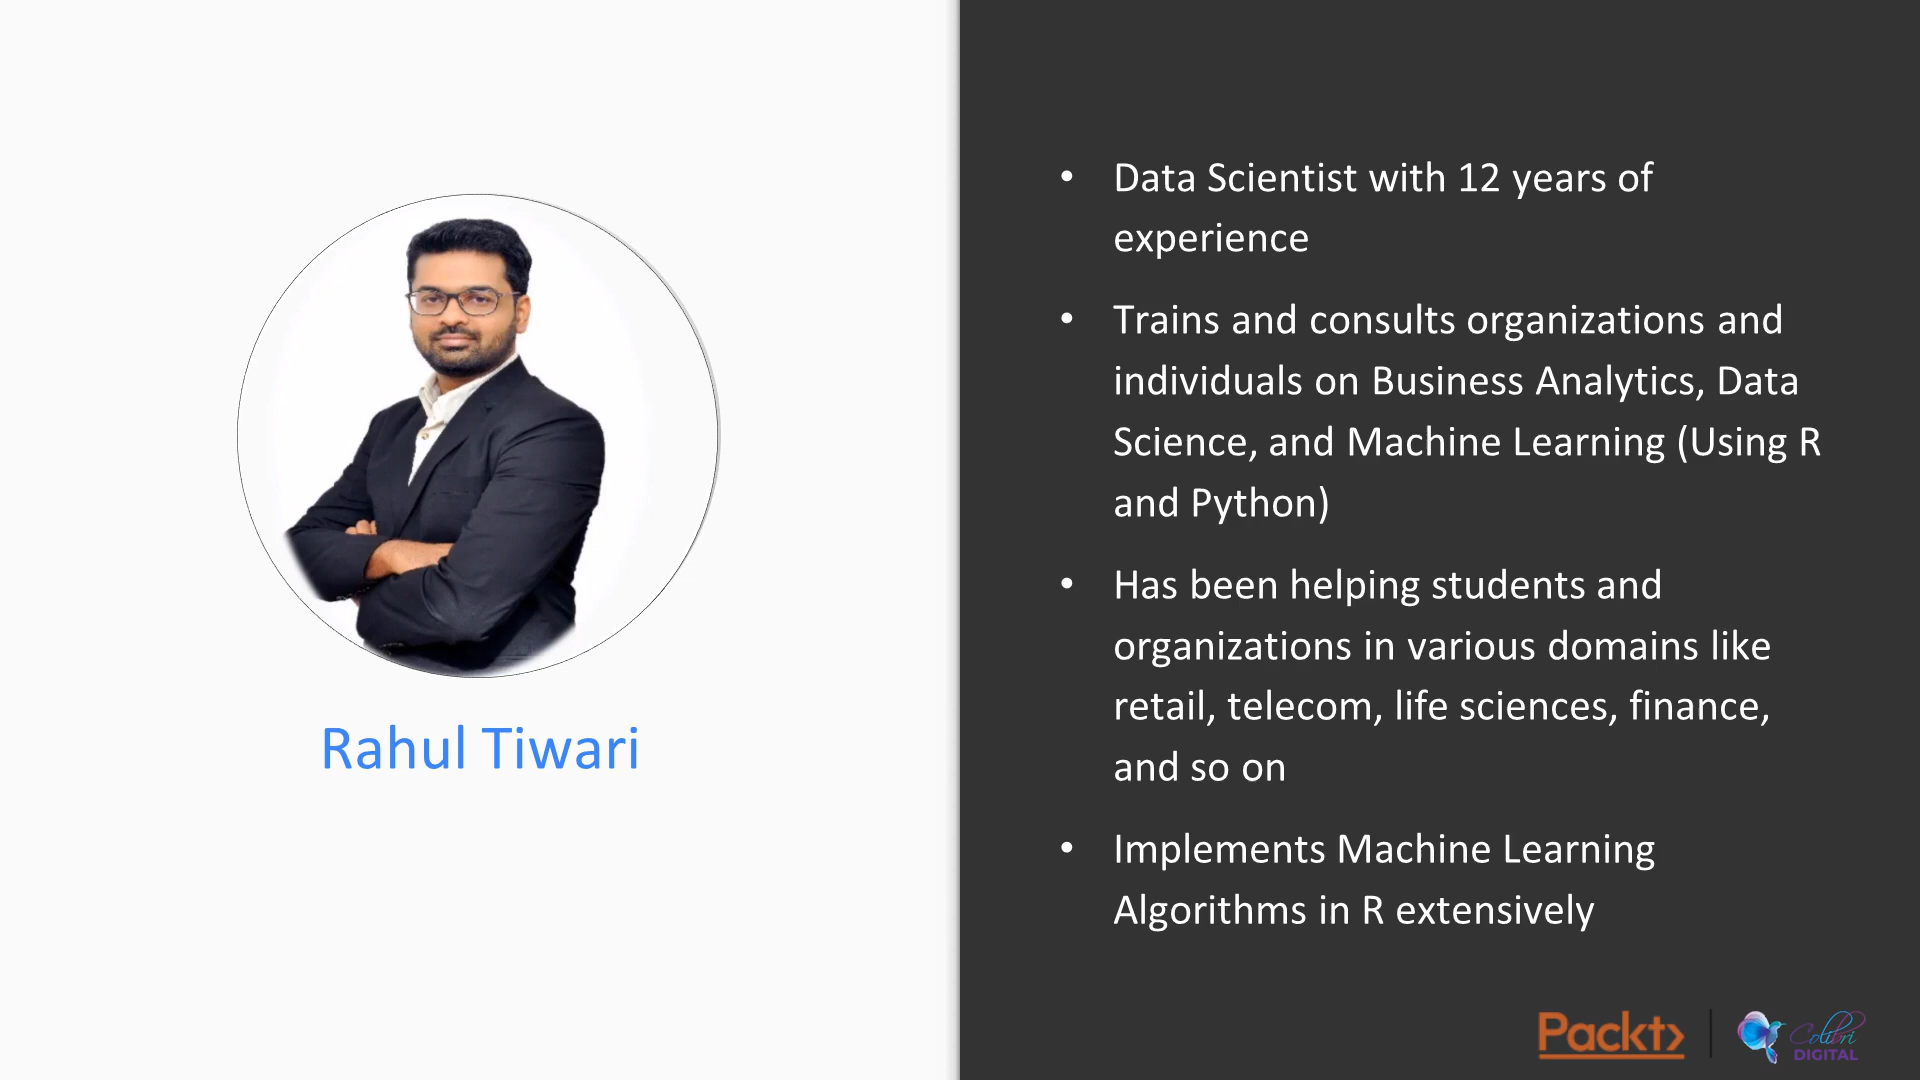 Rahul Tiwari
• Data Scientist with 12 years of
experience
• Trains and consults organizations and
individuals on Business Analytics, Data
Science, and Machine Learning (Using R
and Python)
• Has been helping students and
organizations in various domains like
retail, telecom, life sciences, finance,
and so on
• Implements Machine Learning
Algorithms in R extensively
Packt>
Colibri
DIGITAL